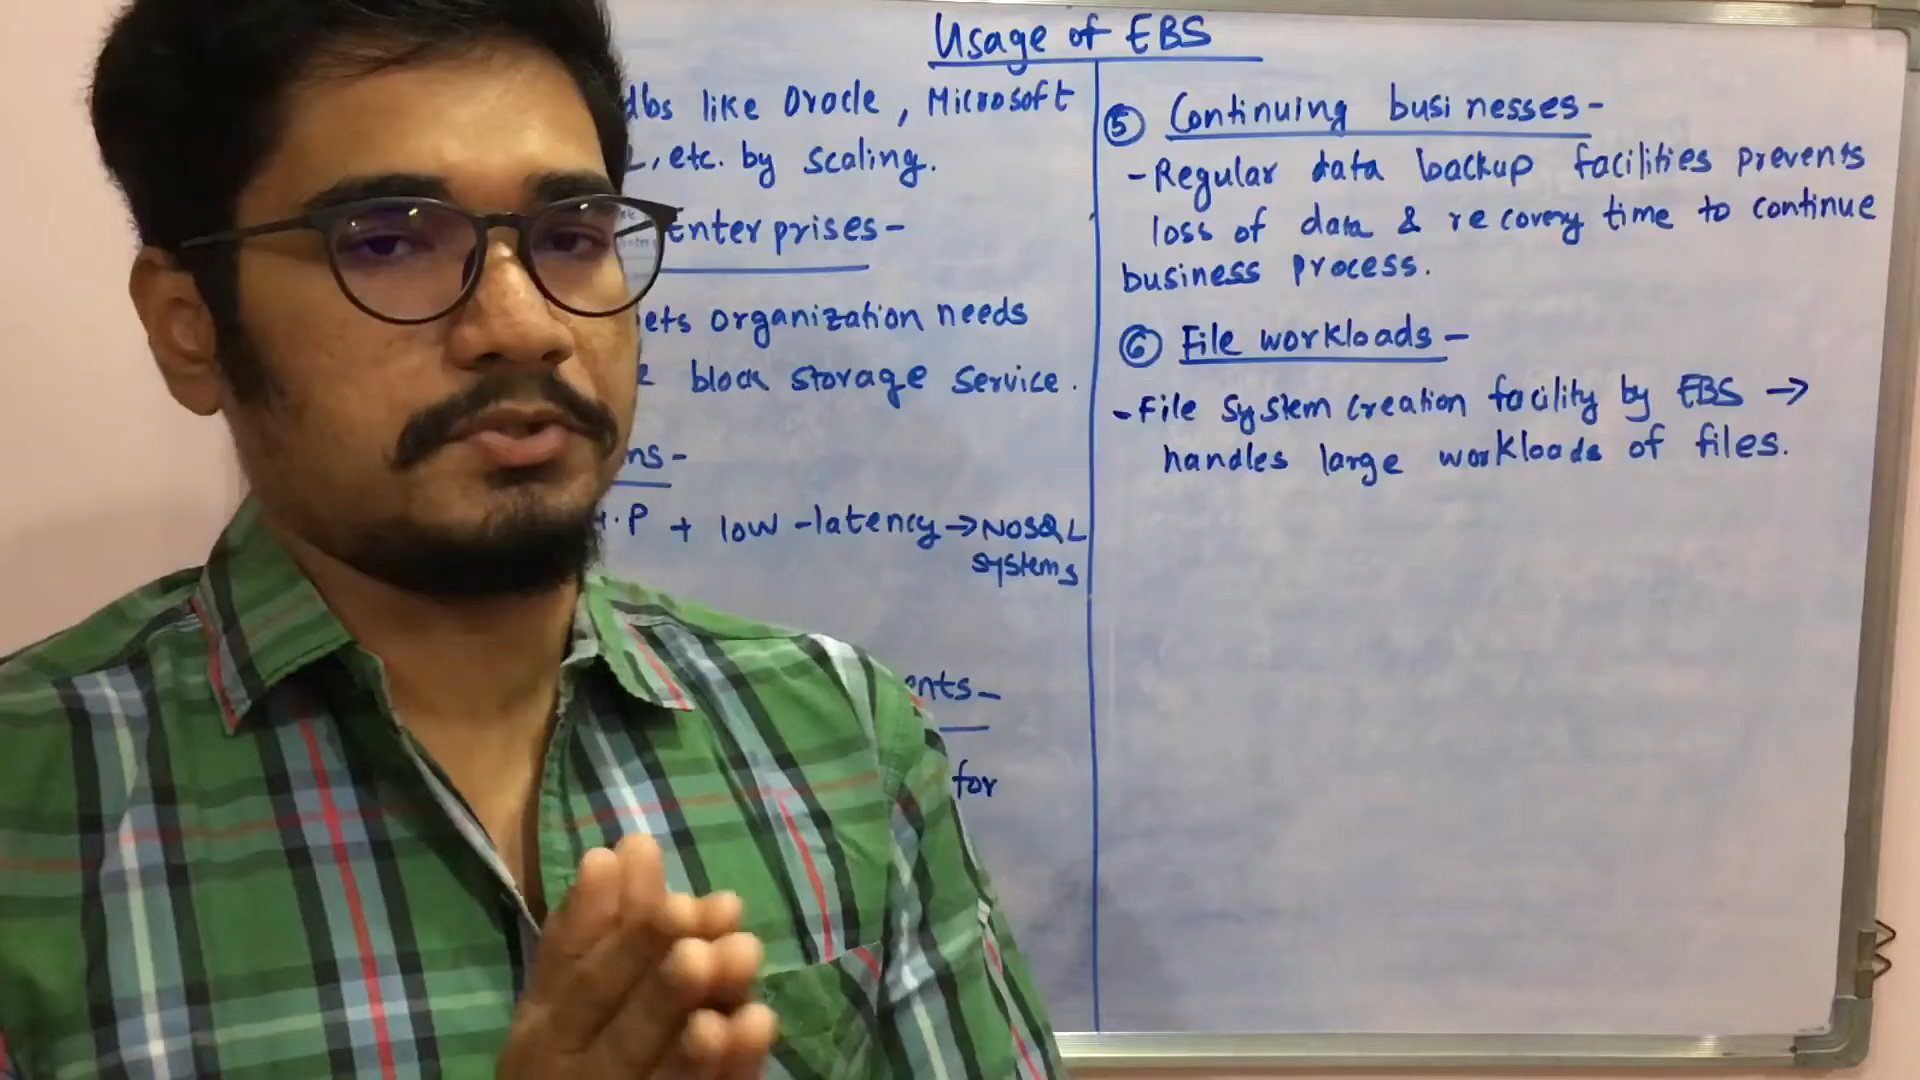 Usage of EBS
dbs like Oracle, Microsoft
, etc. by scaling.
Enterprises-
organization needs
block storage service.
+ low-latency → NOSQL
systems
for
⑤ Continuing businesses-
- Regular data backup facilities prevents
loss of data & recovery time to continue
business process.
⑥ File workloads -
- File System Creation facility by EBS →
handles large workloads of files.